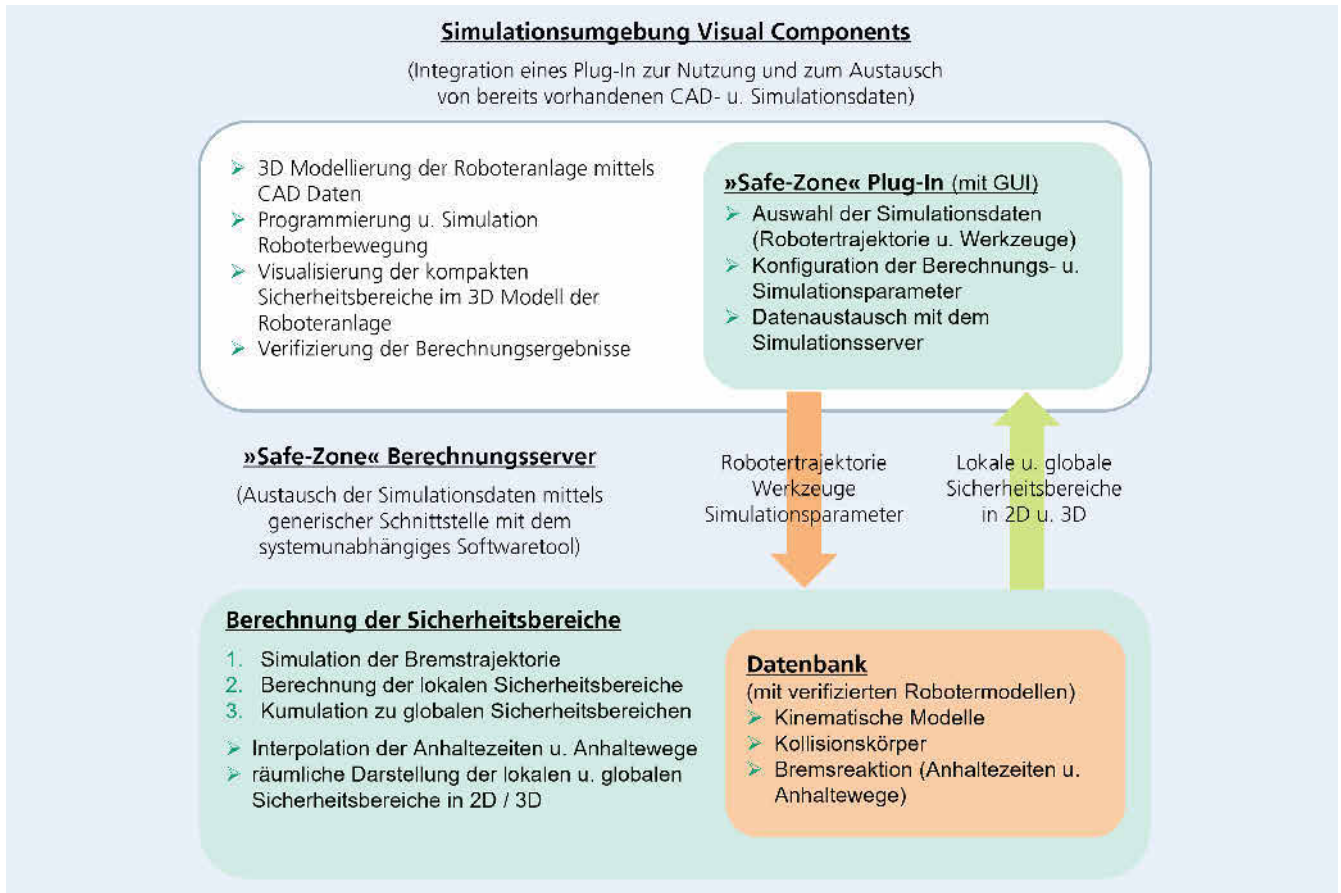 Simulationsumgebung Visual Components
(Integration eines Plug-In zur Nutzung und zum Austausch
von bereits vorhandenen CAD- u. Simulationsdaten)
➢ 3D Modellierung der Roboteranlage mittels
CAD Daten
➢ Programmierung u. Simulation
Roboterbewegung
➢ Visualisierung der kompakten
Sicherheitsbereiche im 3D Modell der
Roboteranlage
➢ Verifizierung der Berechnungsergebnisse
»Safe-Zone« Plug-In (mit GUI)
➢ Auswahl der Simulationsdaten
(Robotertrajektorie u. Werkzeuge)
➢ Konfiguration der Berechnungs- u.
Simulationsparameter
➢ Datenaustausch mit dem
Simulationsserver
»Safe-Zone« Berechnungsserver
(Austausch der Simulationsdaten mittels
generischer Schnittstelle mit dem
systemunabhängiges Softwaretool)
Robotertrajektorie
Werkzeuge
Simulationsparameter
Lokale u. globale
Sicherheitsbereiche
in 2D u. 3D
Berechnung der Sicherheitsbereiche
1. Simulation der Bremstrajektorie
2. Berechnung der lokalen Sicherheitsbereiche
3. Kumulation zu globalen Sicherheitsbereichen
➢ Interpolation der Anhaltezeiten u. Anhaltewege
➢ räumliche Darstellung der lokalen u. globalen
Sicherheitsbereiche in 2D / 3D
Datenbank
(mit verifizierten Robotermodellen)
➢ Kinematische Modelle
➢ Kollisionskörper
➢ Bremsreaktion (Anhaltezeiten u.
Anhaltewege)